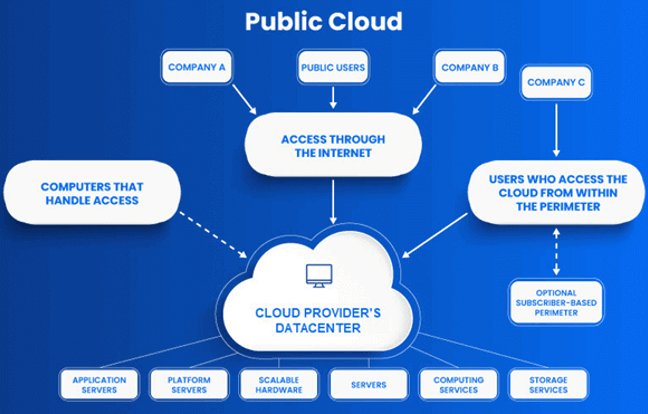 Public Cloud
COMPANY A
PUBLIC USERS
COMPANY B
COMPANY C
ACCESS THROUGH
THE INTERNET
COMPUTERS THAT
HANDLE ACCESS
USERS WHO ACCESS THE
CLOUD FROM WITHIN
THE PERIMETER
OPTIONAL
SUBSCRIBER-BASED
PERIMETER
CLOUD PROVIDER'S
DATACENTER
APPLICATION
SERVERS
PLATFORM
SERVERS
SCALABLE
HARDWARE
SERVERS
COMPUTING
SERVICES
STORAGE
SERVICES